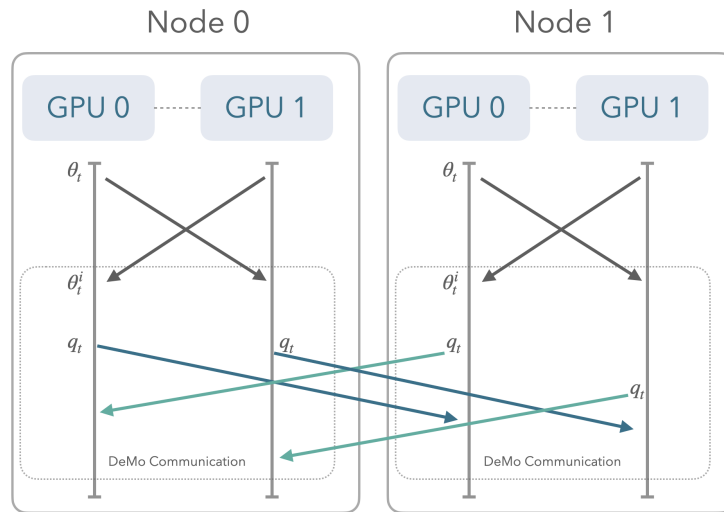 Node 0
Node 1
GPU 0
GPU 1
GPU 0
GPU 1
θₜ
θₜ
θₜⁱ
θₜⁱ
qₜ
qₜ
qₜ
qₜ
DeMo Communication
DeMo Communication